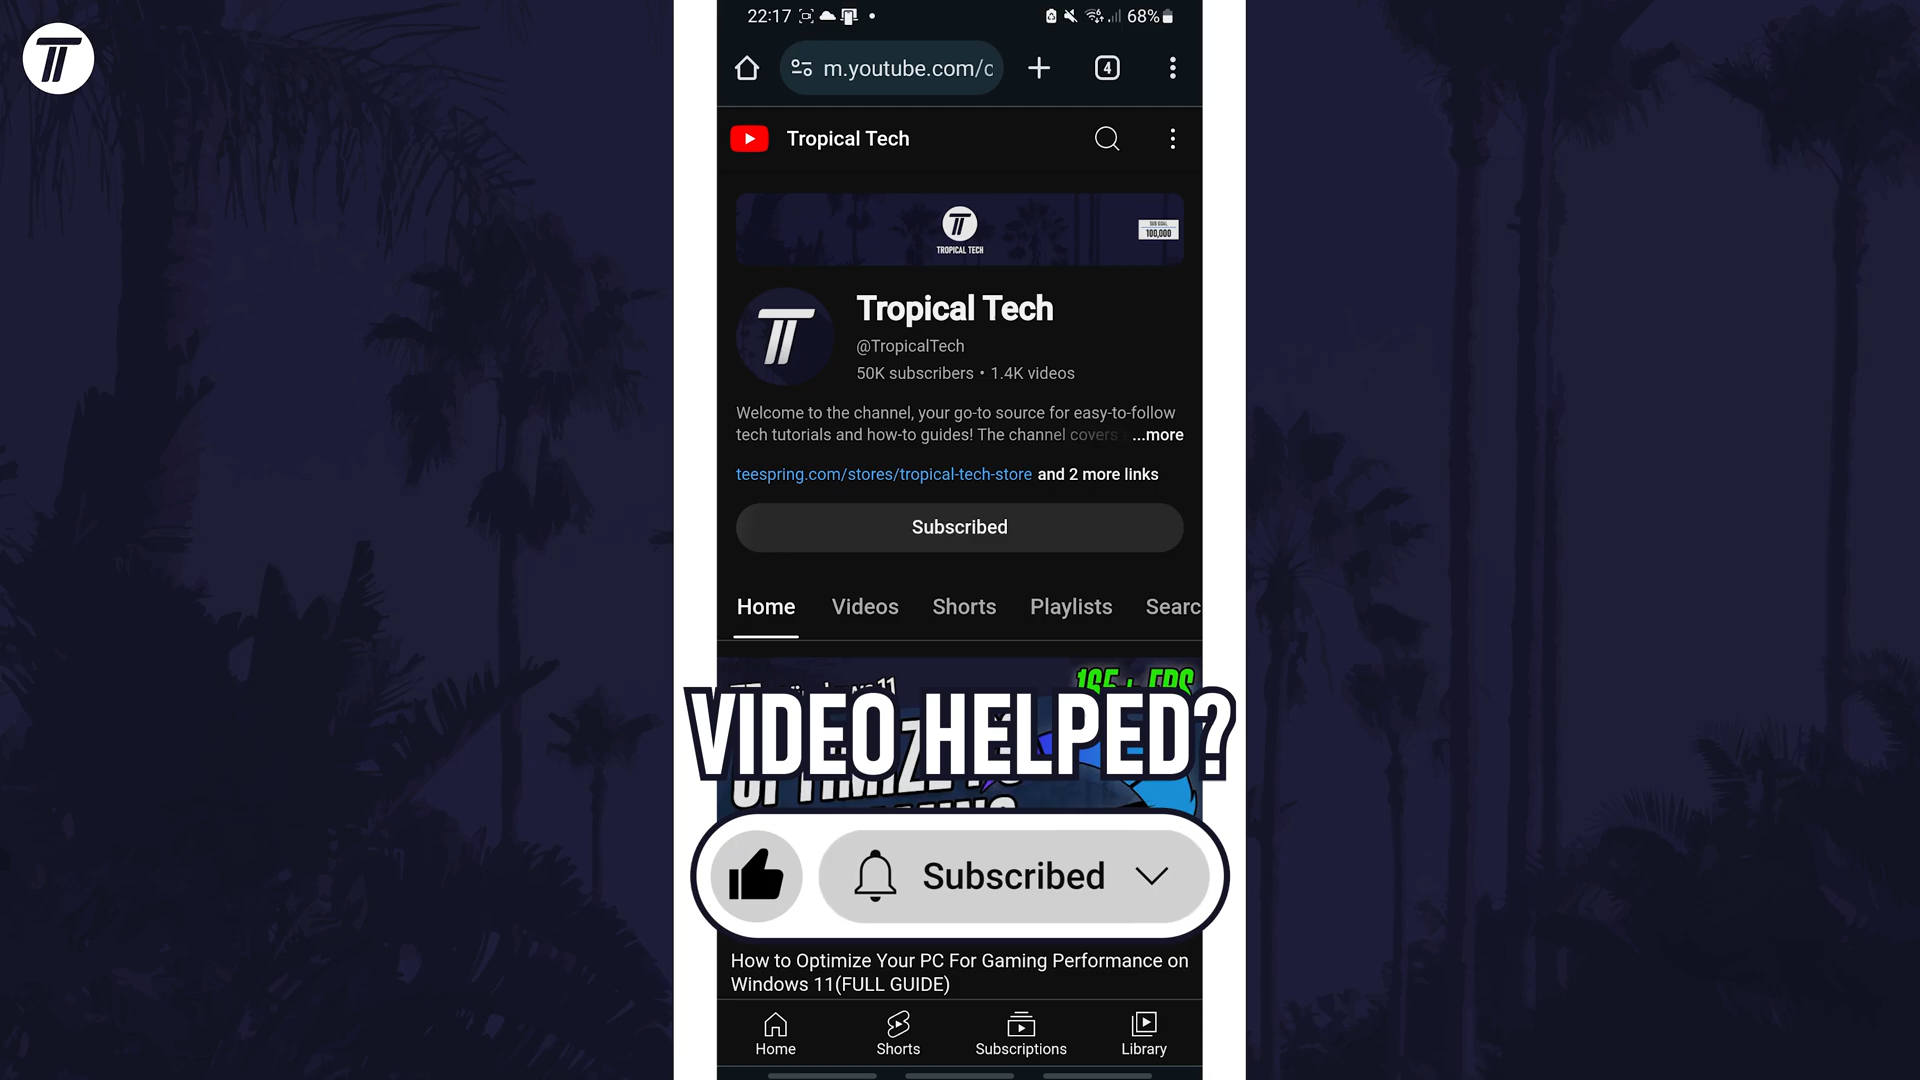 22:17
68%
m.youtube.com/c
4
Tropical Tech
TROPICAL TECH
SUB GOAL
100,000
Tropical Tech
@TropicalTech
50K subscribers • 1.4K videos
Welcome to the channel, your go-to source for easy-to-follow
tech tutorials and how-to guides! The channel covers ...more
teespring.com/stores/tropical-tech-store and 2 more links
Subscribed
Home Videos Shorts Playlists Searc
165+ FPS
VIDEO HELPED?
Subscribed
How to Optimize Your PC For Gaming Performance on
Windows 11(FULL GUIDE)
Home Shorts Subscriptions Library